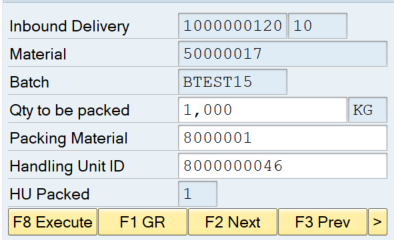 Inbound Delivery 1000000120 10
Material 50000017
Batch BTEST15
Qty to be packed 1,000 KG
Packing Material 8000001
Handling Unit ID 8000000046
HU Packed 1
F8 Execute F1 GR F2 Next F3 Prev >